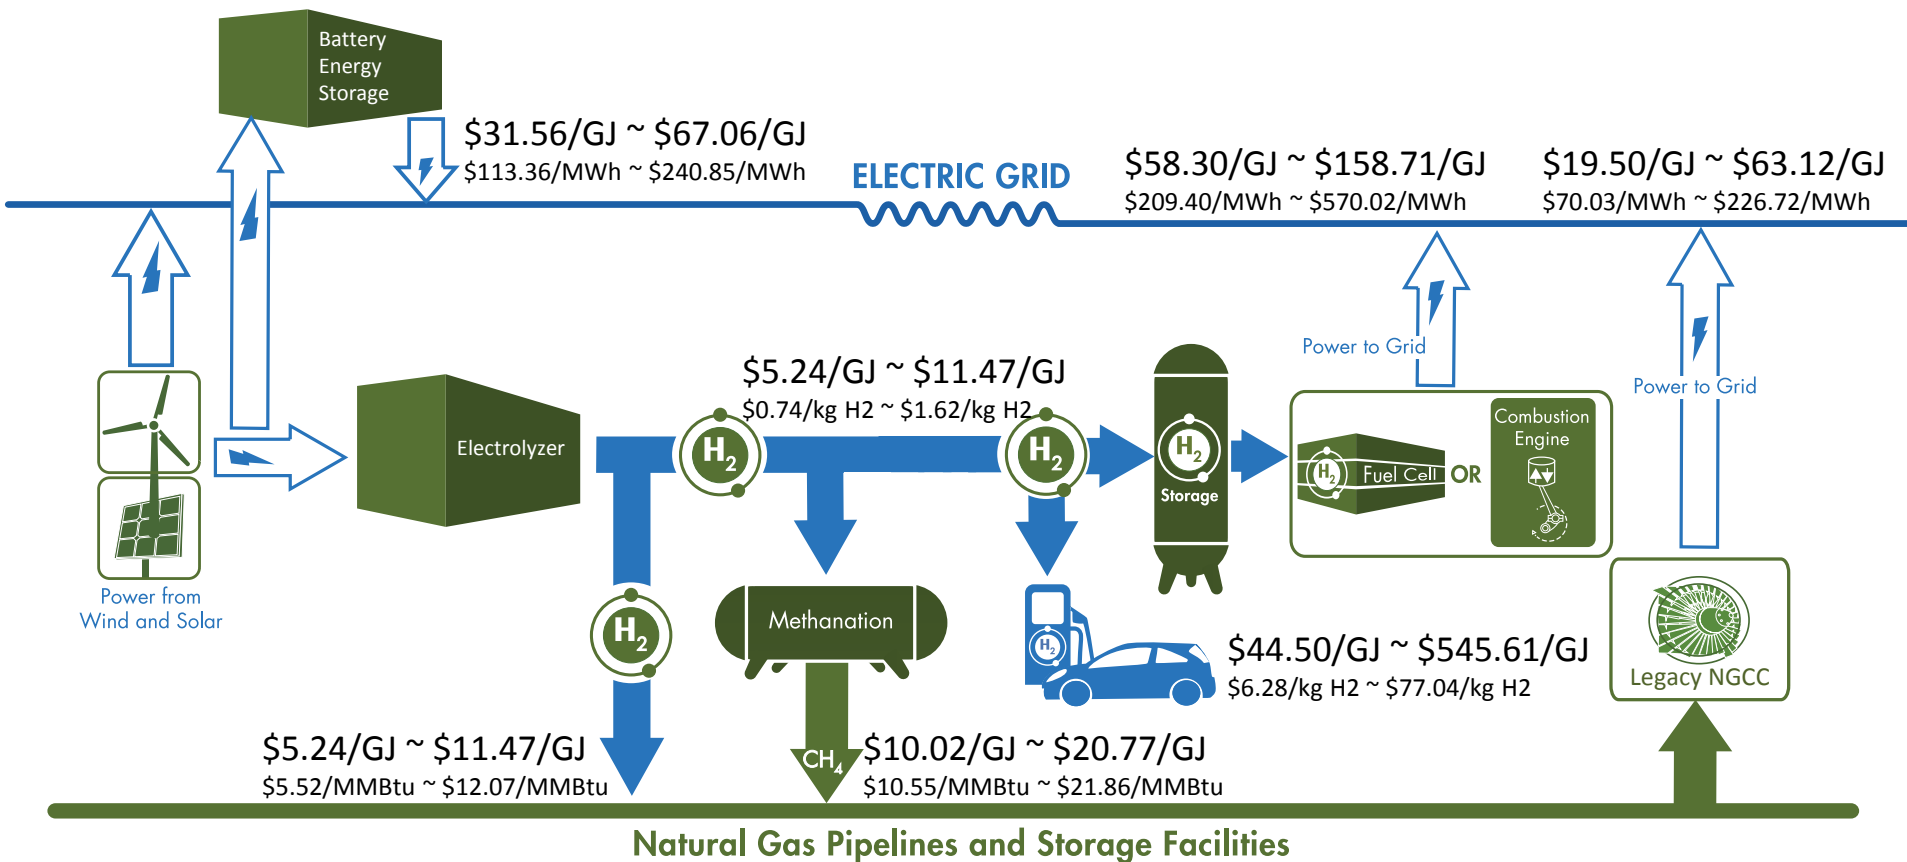 Battery
Energy
Storage
$31.56/GJ ~ $67.06/GJ
$113.36/MWh ~ $240.85/MWh
ELECTRIC GRID
$58.30/GJ ~ $158.71/GJ
$209.40/MWh ~ $570.02/MWh
$19.50/GJ ~ $63.12/GJ
$70.03/MWh ~ $226.72/MWh
Power to Grid
Power to Grid
$5.24/GJ ~ $11.47/GJ
$0.74/kg H2 ~ $1.62/kg H2
Electrolyzer
H2
H2
H2
Storage
H2
Fuel Cell
OR
Combustion
Engine
Power from
Wind and Solar
H2
Methanation
H2
$44.50/GJ ~ $545.61/GJ
$6.28/kg H2 ~ $77.04/kg H2
Legacy NGCC
$5.24/GJ ~ $11.47/GJ
$5.52/MMBtu ~ $12.07/MMBtu
CH4
$10.02/GJ ~ $20.77/GJ
$10.55/MMBtu ~ $21.86/MMBtu
Natural Gas Pipelines and Storage Facilities